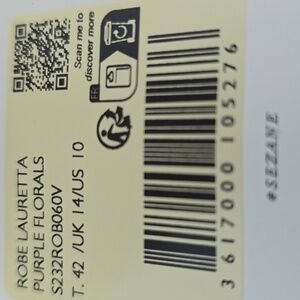 Scan me to
discover more
FR
ROBE LAURETTA
PURPLE FLORALS
S232ROB060V
T. 42 /UK 14/US 10
3 617000 105276
#SEZANE